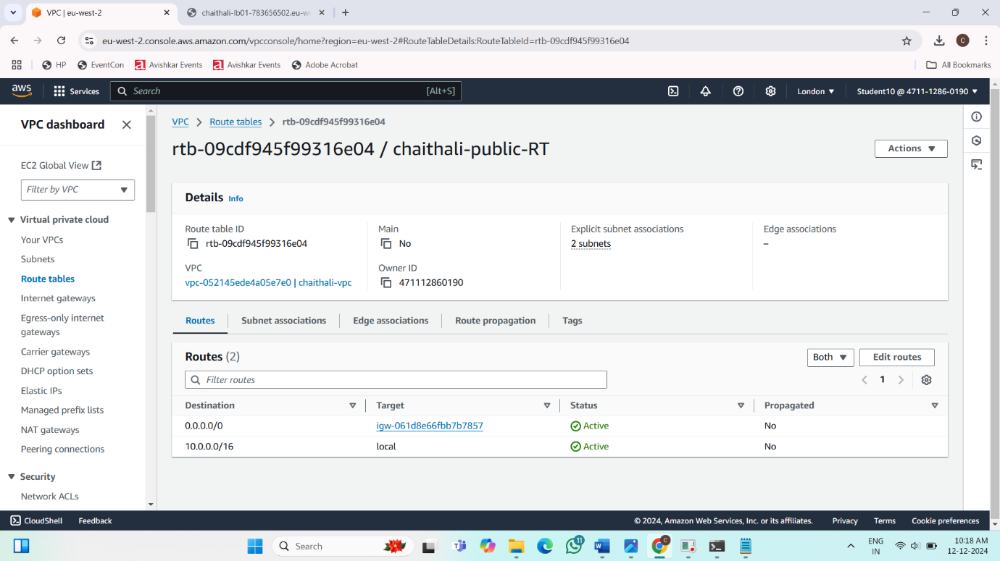 VPC | eu-west-2
chaithali-lb01-783656502.eu-we
eu-west-2.console.aws.amazon.com/vpcconsole/home?region=eu-west-2#RouteTableDetails:RouteTableId=rtb-09cdf945f99316e04
C
HP
EventCon
Avishkar Events
Avishkar Events
Adobe Acrobat
All Bookmarks
aws
Services
Search
[Alt+S]
London
Student10 @ 4711-1286-0190
VPC dashboard
EC2 Global View
Filter by VPC
Virtual private cloud
Your VPCs
Subnets
Route tables
Internet gateways
Egress-only internet
gateways
Carrier gateways
DHCP option sets
Elastic IPs
Managed prefix lists
NAT gateways
Peering connections
Security
Network ACLs
VPC
Route tables
rtb-09cdf945f99316e04
rtb-09cdf945f99316e04 / chaithali-public-RT
Actions
Details Info
Route table ID
rtb-09cdf945f99316e04
Main
No
Explicit subnet associations
2 subnets
Edge associations
–
VPC
vpc-052145ede4a05e7e0 | chaithali-vpc
Owner ID
471112860190
Routes
Subnet associations
Edge associations
Route propagation
Tags
Routes (2)
Both
Edit routes
Filter routes
1
Destination Target Status Propagated
0.0.0.0/0 igw-061d8e66fbb7b7857 Active No
10.0.0.0/16 local Active No
CloudShell
Feedback
© 2024, Amazon Web Services, Inc. or its affiliates.
Privacy
Terms
Cookie preferences
Search
11
C
ENG
IN
10:18 AM
12-12-2024